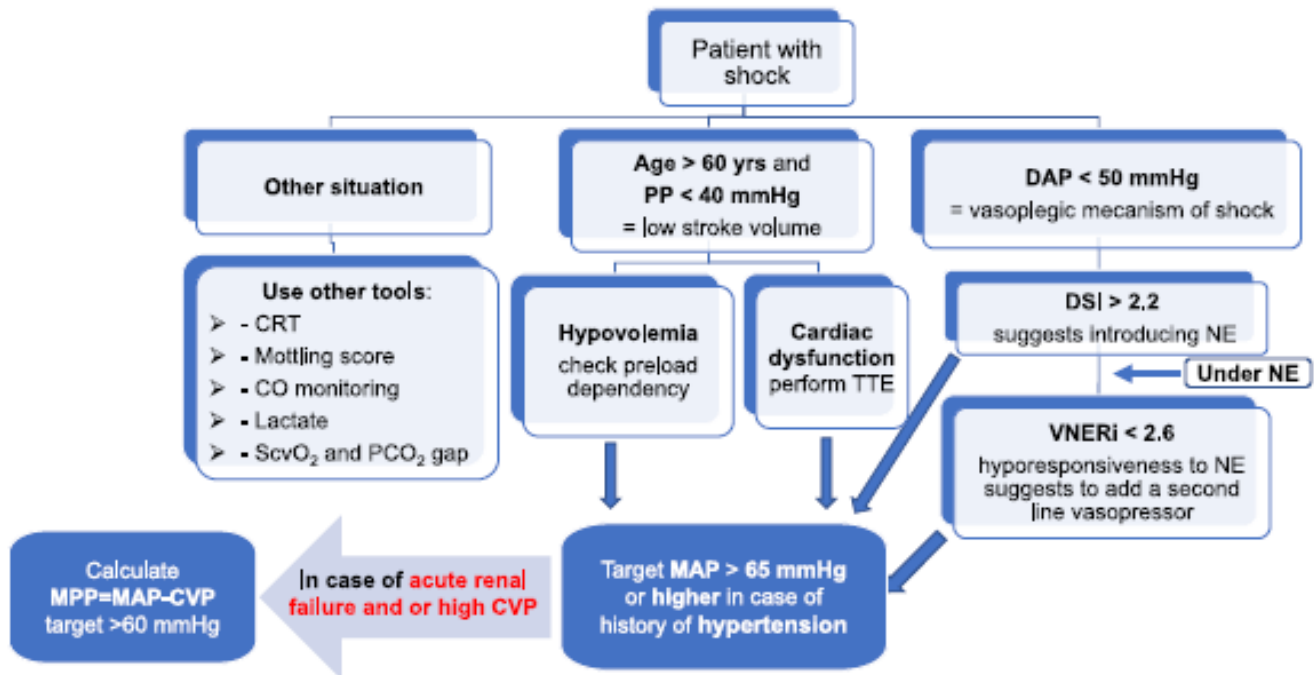 Patient with
shock
Other situation
Age > 60 yrs and
PP < 40 mmHg
= low stroke volume
DAP < 50 mmHg
= vasoplegic mecanism of shock
Use other tools:
➢ - CRT
➢ - Mottling score
➢ - CO monitoring
➢ - Lactate
➢ - ScvO₂ and PCO₂ gap
Hypovolemia
check preload
dependency
Cardiac
dysfunction
perform TTE
DSI > 2.2
suggests introducing NE
Under NE
VNERi < 2.6
hyporesponsiveness to NE
suggests to add a second
line vasopressor
Calculate
MPP=MAP-CVP
target >60 mmHg
In case of acute renal
failure and or high CVP
Target MAP > 65 mmHg
or higher in case of
history of hypertension